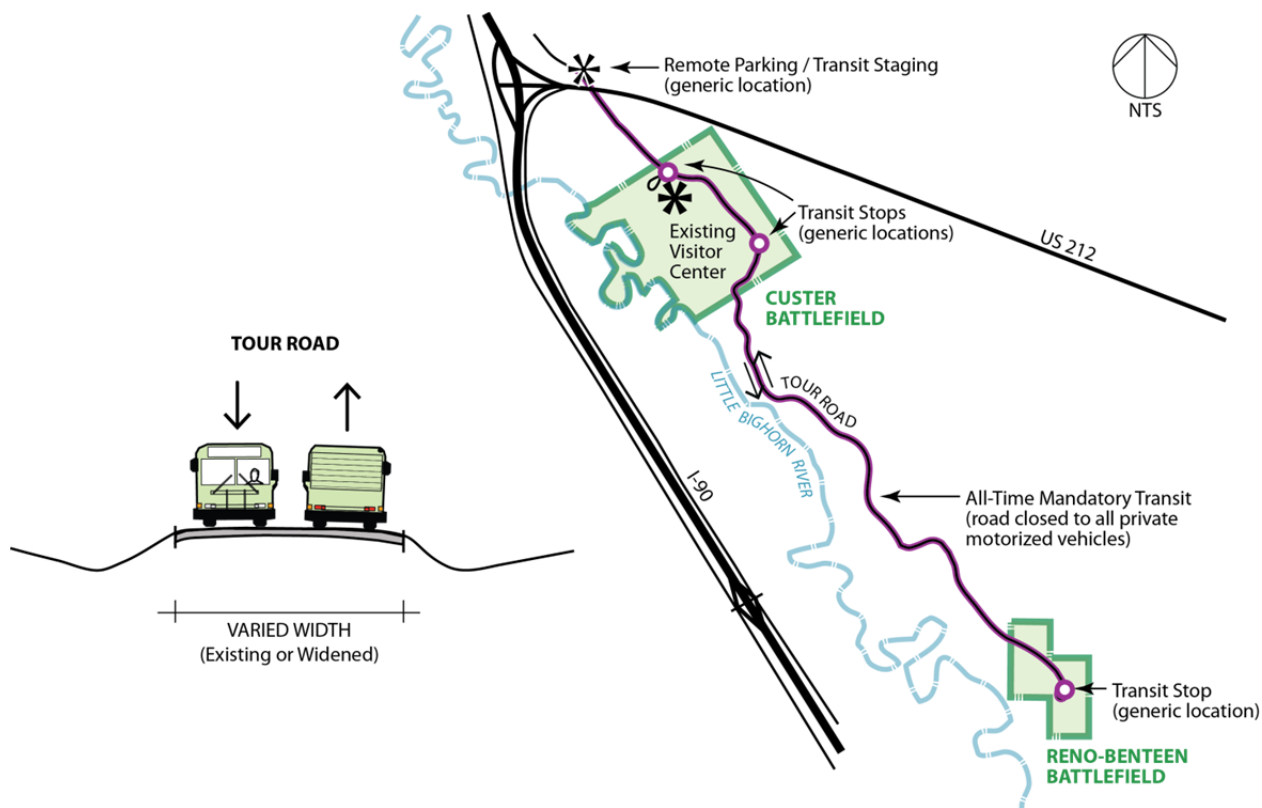 Remote Parking / Transit Staging
(generic location)
NTS
Transit Stops
(generic locations)
Existing
Visitor
Center
US 212
CUSTER
BATTLEFIELD
TOUR ROAD
TOUR ROAD
LITTLE BIGHORN RIVER
I-90
All-Time Mandatory Transit
(road closed to all private
motorized vehicles)
VARIED WIDTH
(Existing or Widened)
Transit Stop
(generic location)
RENO-BENTEEN
BATTLEFIELD